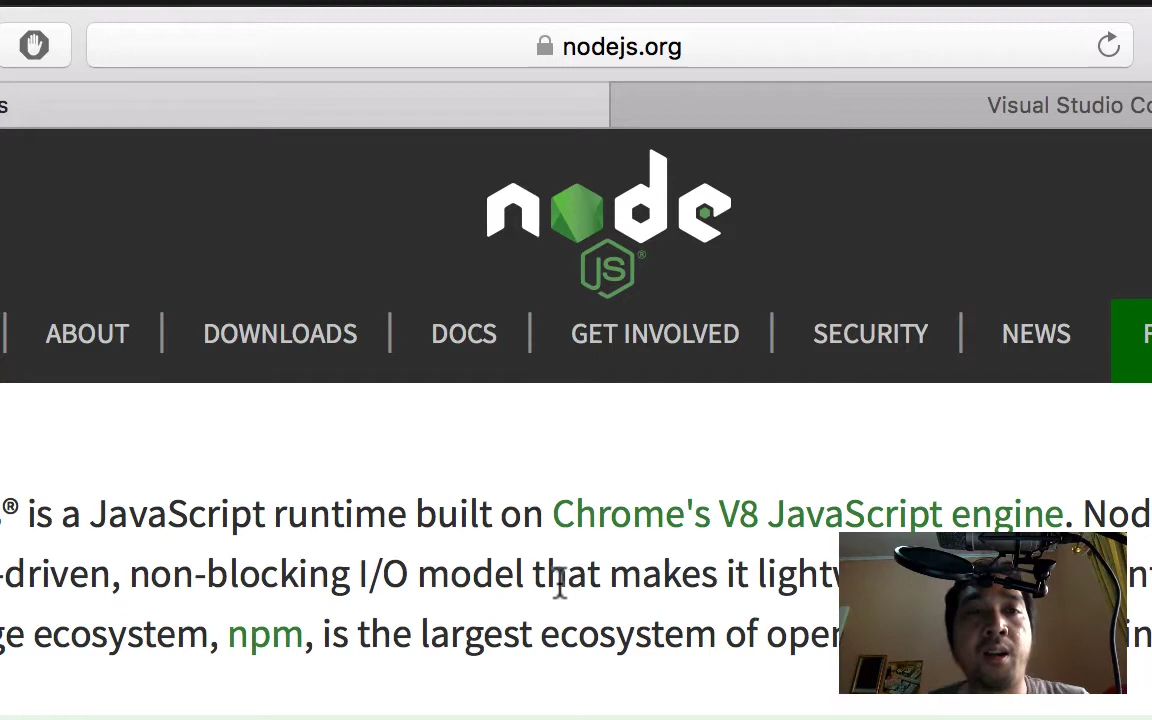 nodejs.org
s
Visual Studio Co
node
JS®
ABOUT | DOWNLOADS | DOCS | GET INVOLVED | SECURITY | NEWS
® is a JavaScript runtime built on Chrome's V8 JavaScript engine. Nod
-driven, non-blocking I/O model that makes it lightw
ge ecosystem, npm, is the largest ecosystem of oper